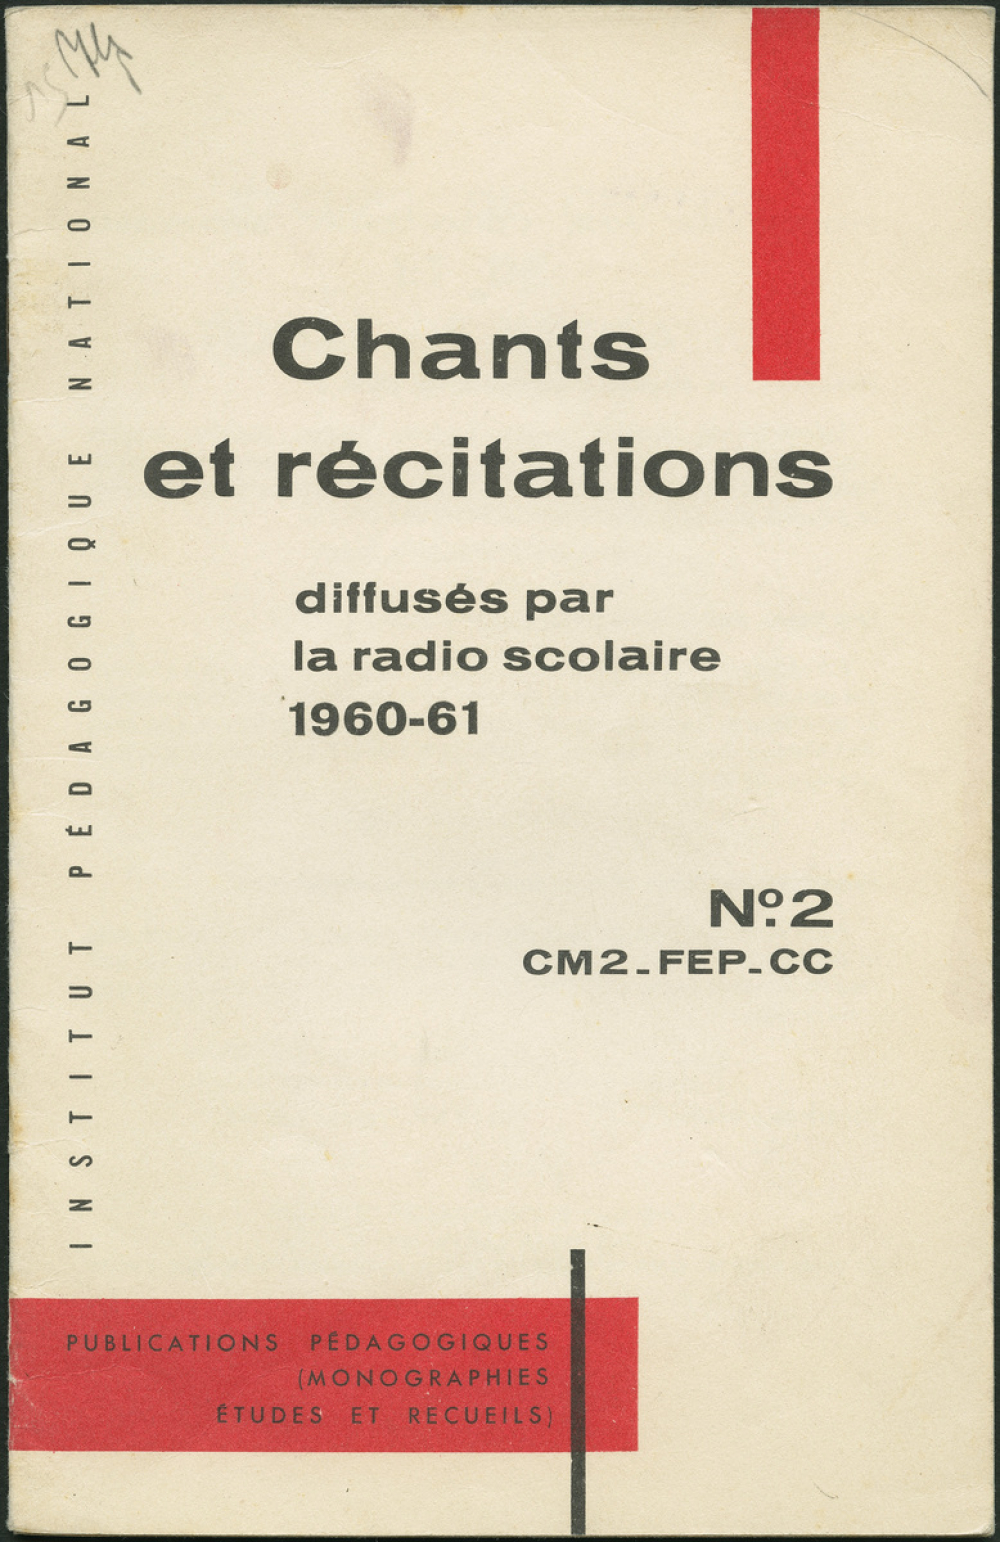 INSTITUT PÉDAGOGIQUE NATIONAL
Chants
et récitations
diffusés par
la radio scolaire
1960-61
Nº 2
CM2-FEP-CC
PUBLICATIONS PÉDAGOGIQUES
(MONOGRAPHIES
ÉTUDES ET RECUEILS)